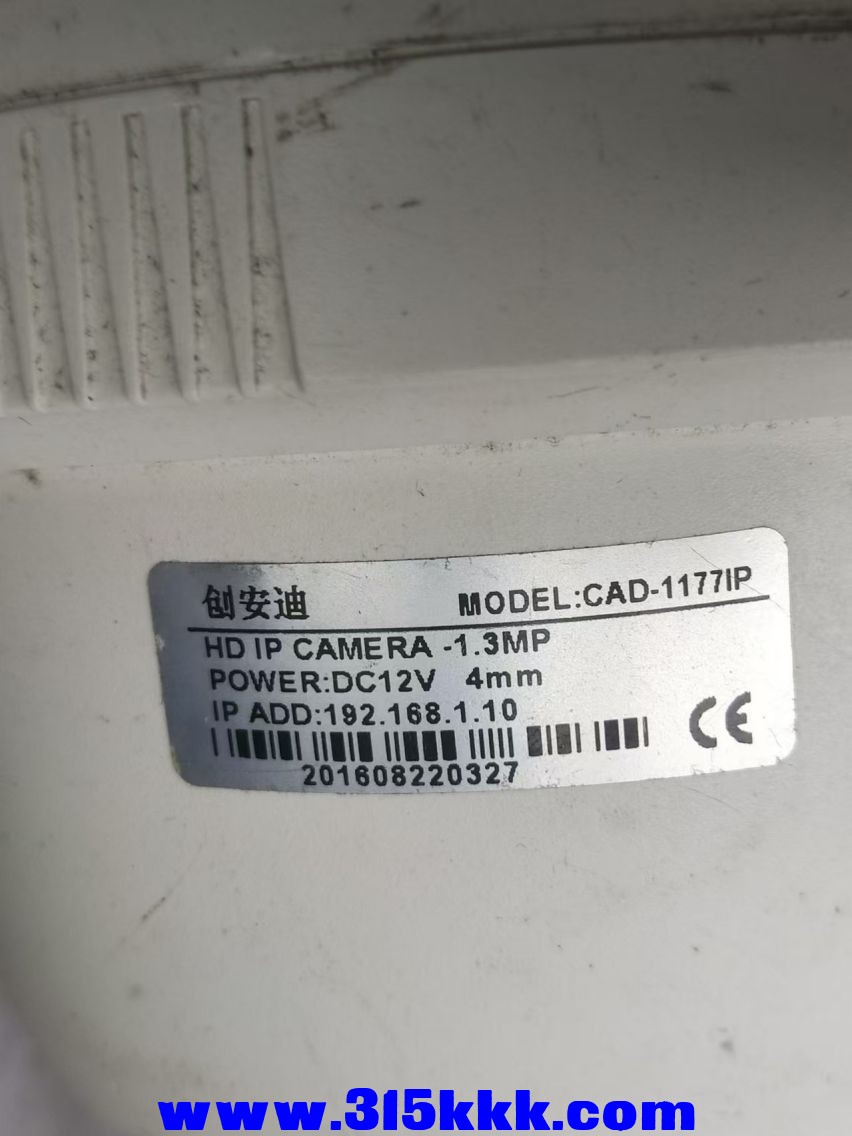 创安迪 MODEL:CAD-1177IP
HD IP CAMERA -1.3MP
POWER:DC12V 4mm
IP ADD:192.168.1.10
CE
201608220327
www.315kkk.com